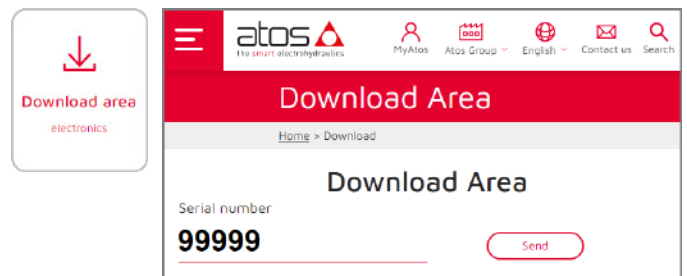 Download area
electronics
atos
the smart electrohydraulics
MyAtos
Atos Group
English
Contact us
Search
Download Area
Home > Download
Download Area
Serial number
99999
Send